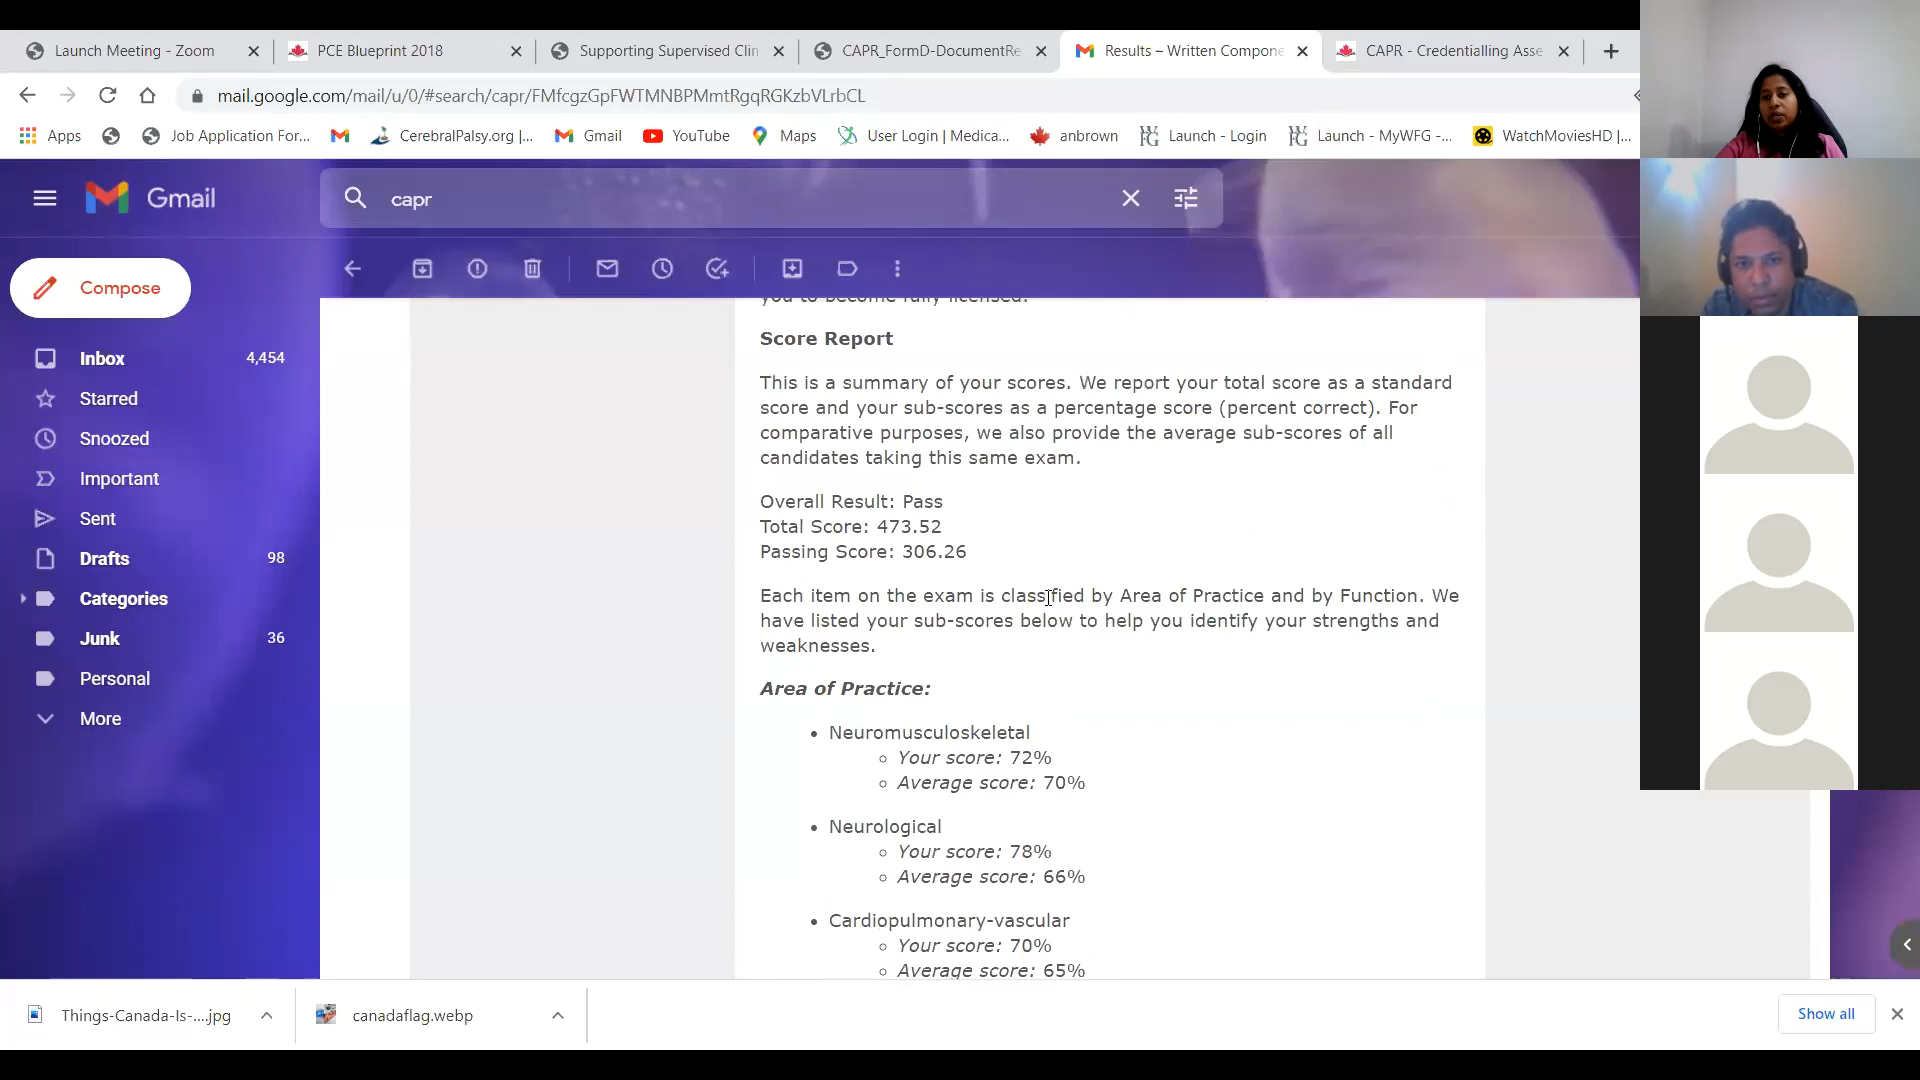 Launch Meeting - Zoom
PCE Blueprint 2018
Supporting Supervised Clin
CAPR_FormD-DocumentRe
Results – Written Compone
CAPR - Credentialling Asse
mail.google.com/mail/u/0/#search/capr/FMfcgzGpFWTMNBPMmtRgqRGKzbVLrbCL
Apps
Job Application For...
CerebralPalsy.org |...
Gmail
YouTube
Maps
User Login | Medica...
anbrown
Launch - Login
Launch - MyWFG -...
WatchMoviesHD |...
Gmail
capr
Compose
Inbox 4,454
Starred
Snoozed
Important
Sent
Drafts 98
Categories
Junk 36
Personal
More
you to become fully licensed.
Score Report
This is a summary of your scores. We report your total score as a standard
score and your sub-scores as a percentage score (percent correct). For
comparative purposes, we also provide the average sub-scores of all
candidates taking this same exam.
Overall Result: Pass
Total Score: 473.52
Passing Score: 306.26
Each item on the exam is classified by Area of Practice and by Function. We
have listed your sub-scores below to help you identify your strengths and
weaknesses.
Area of Practice:
• Neuromusculoskeletal
◦ Your score: 72%
◦ Average score: 70%
• Neurological
◦ Your score: 78%
◦ Average score: 66%
• Cardiopulmonary-vascular
◦ Your score: 70%
◦ Average score: 65%
Things-Canada-Is-....jpg
canadaflag.webp
Show all